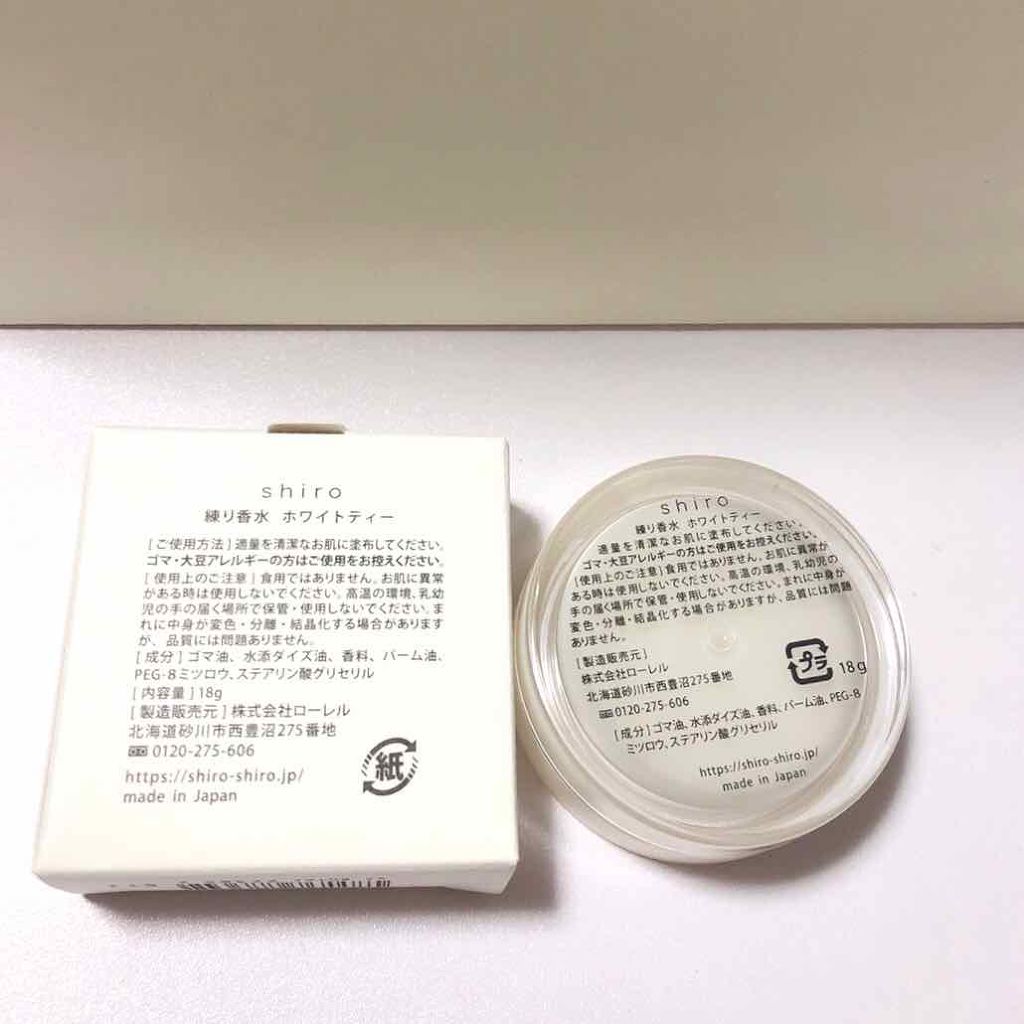 shiro
練り香水 ホワイトティー
[ご使用方法]適量を清潔なお肌に塗布してください。
ゴマ・大豆アレルギーの方はご使用をお控えください。
[使用上のご注意]食用ではありません。お肌に異常
がある時は使用しないでください。高温の環境、乳幼
児の手の届く場所で保管・使用しないでください。ま
れに中身が変色・分離・結晶化する場合があります
が、品質には問題ありません。
[成分]ゴマ油、水添ダイズ油、香料、パーム油、
PEG-8ミツロウ、ステアリン酸グリセリル
[内容量]18g
[製造販売元]株式会社ローレル
北海道砂川市西豊沼275番地
0120-275-606
https://shiro-shiro.jp/
made in Japan
紙
shiro
練り香水 ホワイトティー
適量を清潔なお肌に塗布してください。
ゴマ・大豆アレルギーの方はご使用をお控えください。
[使用上のご注意]食用ではありません。お肌に異常が
ある時は使用しないでください。高温の環境、乳幼児の
手の届く場所で保管・使用しないでください。まれに中身が
変色・分離・結晶化する場合がありますが、品質には問題
ありません。
[製造販売元]
株式会社ローレル
北海道砂川市西豊沼275番地
0120-275-606
プラ
18g
[成分]ゴマ油、水添ダイズ油、香料、パーム油、PEG-8
ミツロウ、ステアリン酸グリセリル
https://shiro-shiro.jp/
made in Japan